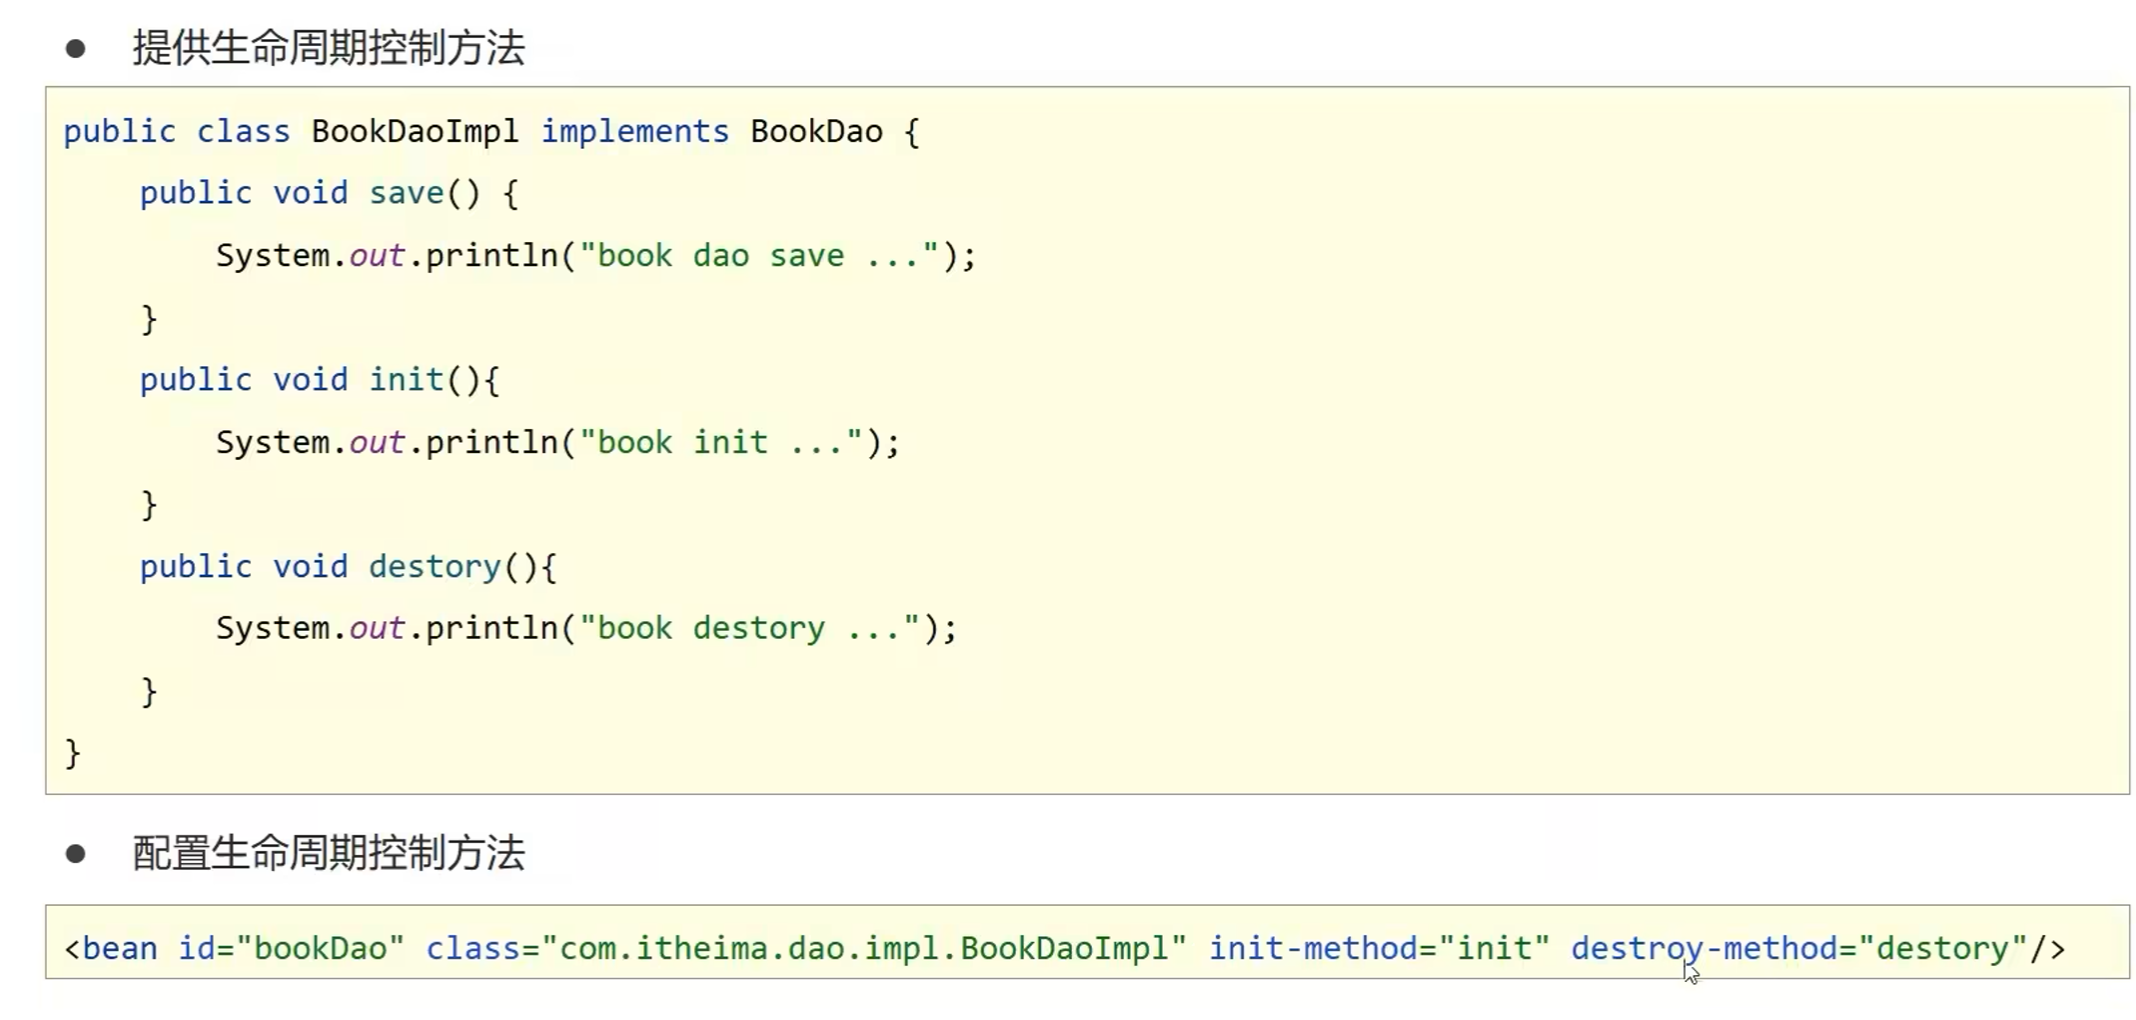 ● 提供生命周期控制方法
public class BookDaoImpl implements BookDao {
    public void save() {
        System.out.println("book dao save ...");
    }
    public void init(){
        System.out.println("book init ...");
    }
    public void destory(){
        System.out.println("book destory ...");
    }
}
● 配置生命周期控制方法
<bean id="bookDao" class="com.itheima.dao.impl.BookDaoImpl" init-method="init" destroy-method="destory"/>